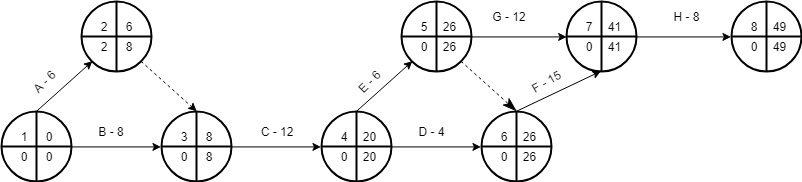 2 6
2 8
5 26
0 26
G - 12
7 41
0 41
H - 8
8 49
0 49
A - 6
E - 6
F - 15
1 0
0 0
B - 8
3 8
0 8
C - 12
4 20
0 20
D - 4
6 26
0 26